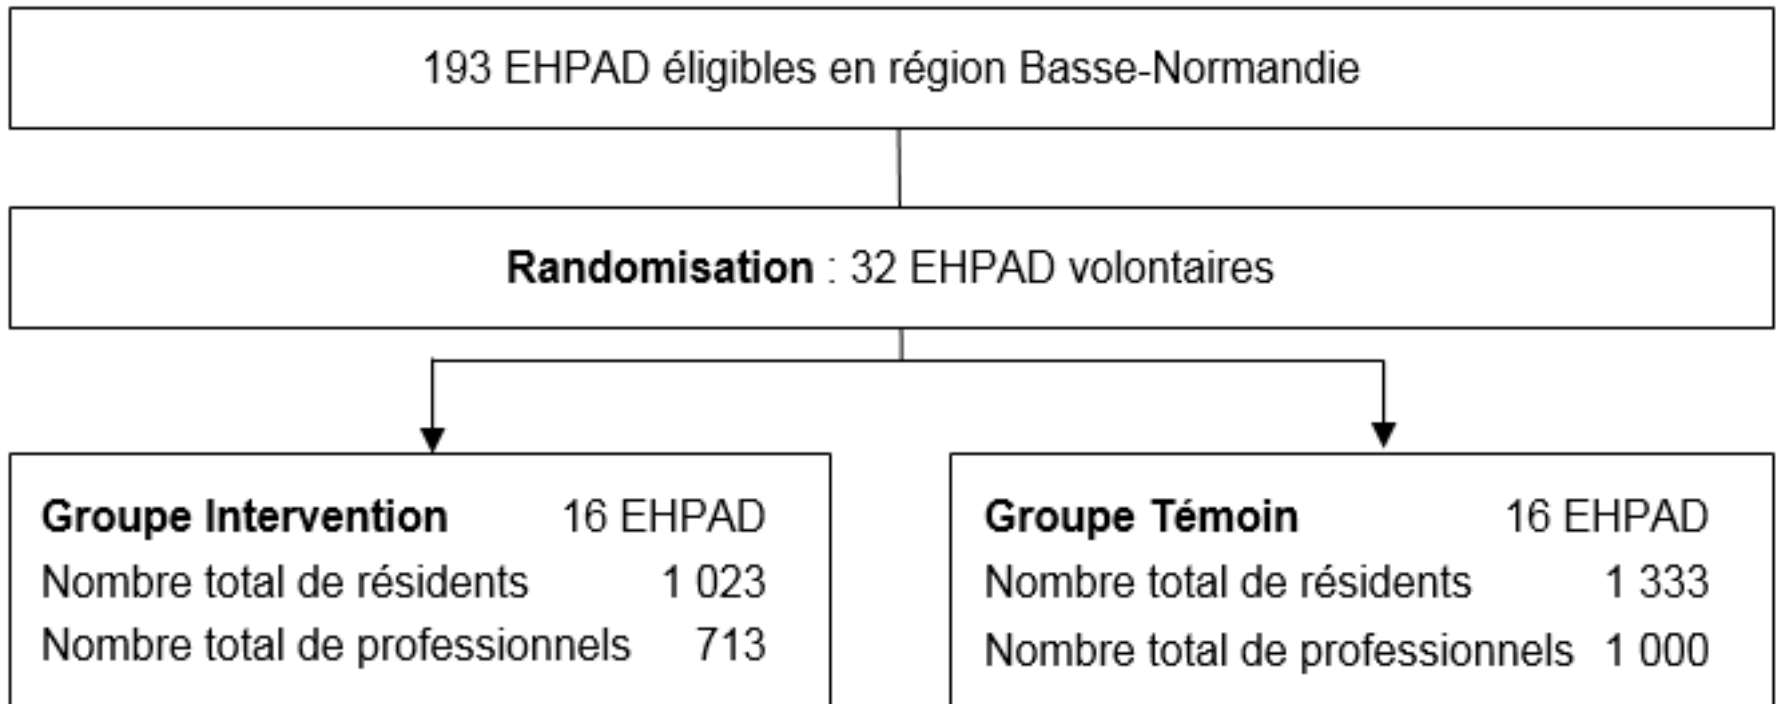 193 EHPAD éligibles en région Basse-Normandie
Randomisation : 32 EHPAD volontaires
Groupe Intervention 16 EHPAD
Nombre total de résidents 1 023
Nombre total de professionnels 713
Groupe Témoin 16 EHPAD
Nombre total de résidents 1 333
Nombre total de professionnels 1 000